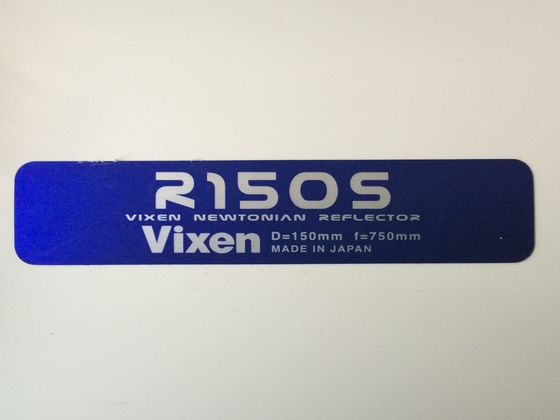 R150S
VIXEN NEWTONIAN REFLECTOR
Vixen D=150mm f=750mm
MADE IN JAPAN